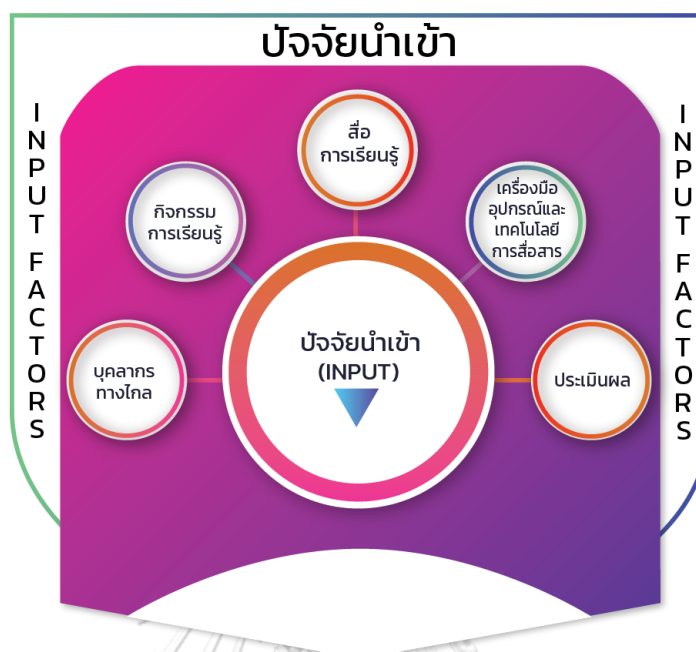 ปัจจัยนำเข้า
INPUT FACTORS
INPUT FACTORS
สื่อ
การเรียนรู้
กิจกรรม
การเรียนรู้
เครื่องมือ
อุปกรณ์และ
เทคโนโลยี
การสื่อสาร
บุคลากร
ทางไกล
ปัจจัยนำเข้า
(INPUT)
ประเมินผล